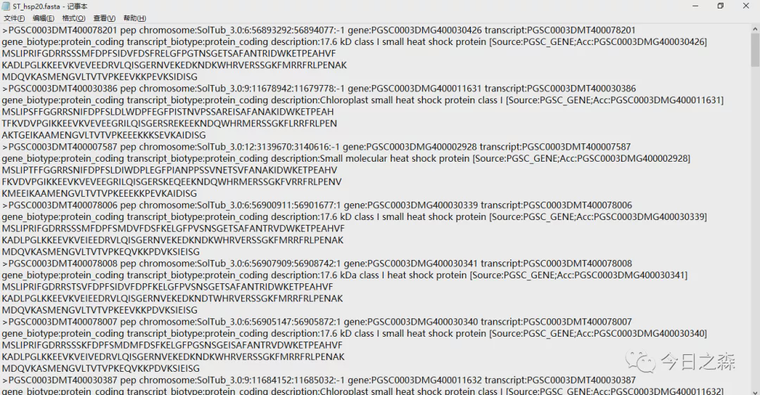 ST_hsp20.fasta - 记事本
文件(F) 编辑(E) 格式(O) 查看(V) 帮助(H)
>PGSC0003DMT400078201 pep chromosome:SolTub_3.0:6:56893292:56894077:-1 gene:PGSC0003DMG400030426 transcript:PGSC0003DMT400078201
gene_biotype:protein_coding transcript_biotype:protein_coding description:17.6 kD class I small heat shock protein [Source:PGSC_GENE;Acc:PGSC0003DMG400030426]
MSLIPRIFGDRRSSSMFDPFSIDVFDSFRELGFPGTNSGETSAFANTRIDWKETPEAHVF
KADLPGLKKEEVKVEVEEDRVLQISGERNVEKEDKNDKWHRVERSSGKFMRRFRLPENAK
MDQVKASMENGVLTVTVPKEEVKKPEVKSIDISG
>PGSC0003DMT400030386 pep chromosome:SolTub_3.0:9:11678942:11679778:-1 gene:PGSC0003DMG400011631 transcript:PGSC0003DMT400030386
gene_biotype:protein_coding transcript_biotype:protein_coding description:Chloroplast small heat shock protein class I [Source:PGSC_GENE;Acc:PGSC0003DMG400011631]
MSLIPSFFGGRRSNIFDPFSLDLWDPFEGFPISTNVPSSAREISAFANAKIDWKETPEAH
TFKVDVPGIKKEEVKVEVEEGRILQISGERSREKEEKNDQWHRMERSSGKFLRRFRLPEN
AKTGEIKAAMENGVLTVTVPKEEEKKKSEVKAIDISG
>PGSC0003DMT400007587 pep chromosome:SolTub_3.0:12:3139670:3140616:-1 gene:PGSC0003DMG400002928 transcript:PGSC0003DMT400007587
gene_biotype:protein_coding transcript_biotype:protein_coding description:Small molecular heat shock protein [Source:PGSC_GENE;Acc:PGSC0003DMG400002928]
MSLIPTFFGGRRSNIFDPFSLDIWDPLEGFPIANPPSSVNETSVFANAKIDWKETPEAHV
FKVDVPGIKKEEVKVEVEEGRILQISGERSKEQEEKNDQWHRMERSSGKFVRRFRLPENV
KMEEIKAAMENGVLTVTVPKEEEKKPEVKAIDISG
>PGSC0003DMT400078006 pep chromosome:SolTub_3.0:6:56900911:56901677:1 gene:PGSC0003DMG400030339 transcript:PGSC0003DMT400078006
gene_biotype:protein_coding transcript_biotype:protein_coding description:17.6 kD class I small heat shock protein [Source:PGSC_GENE;Acc:PGSC0003DMG400030339]
MSLIPRIFGDRRSSSMFDPFSMDVFDPFKELGFPVSNSGETSAFANTRVDWKETPEAHVF
KADLPGLKKEEVKVEIEEDRVLQISGERNVEKEDKNDKWHRVERSSGKFMRRFRLPENAK
MDQVKASMENGVLTVTVPKEQVKKPDVKSIEISG
>PGSC0003DMT400078008 pep chromosome:SolTub_3.0:6:56907909:56908742:1 gene:PGSC0003DMG400030341 transcript:PGSC0003DMT400078008
gene_biotype:protein_coding transcript_biotype:protein_coding description:17.6 kDa class I heat shock protein [Source:PGSC_GENE;Acc:PGSC0003DMG400030341]
MSLIPRIFGDRRSTSVFDPFSIDVFDPFKELGFPVSNSGETSAFANTRIDWKETPEAHVF
KADLPGLKKEEVKVEIEEDRVLQISGERNVEKEDKNDTWHRVERSSGKFMRRFRLPENAK
MDQVKASMENGVLTVTVPKEEVKKPDVKSIEISG
>PGSC0003DMT400078007 pep chromosome:SolTub_3.0:6:56905147:56905872:1 gene:PGSC0003DMG400030340 transcript:PGSC0003DMT400078007
gene_biotype:protein_coding transcript_biotype:protein_coding description:17.6 kD class I small heat shock protein [Source:PGSC_GENE;Acc:PGSC0003DMG400030340]
MSLIPRIFGDRRSSSKFDPFSMDMFDPFKELGFPGSNSGEISAFANTRVDWKETPEAHVF
KADLPGLKKEEVKVEIVEDRVLQISGERNVEKEDKNDKWHRVERSSGKFMRRFRLPENAK
MDQVKASMENGVLTVTVPKEQVKKPDVKSIEISG
>PGSC0003DMT400030387 pep chromosome:SolTub_3.0:9:11684152:11685032:-1 gene:PGSC0003DMG400011632 transcript:PGSC0003DMT400030387
gene_biotype:protein_coding transcript_biotype:protein_coding description:Chloroplast small heat shock protein class I [Source:PGSC_GENE;Acc:PGSC0003DMG400011632]
今日之森